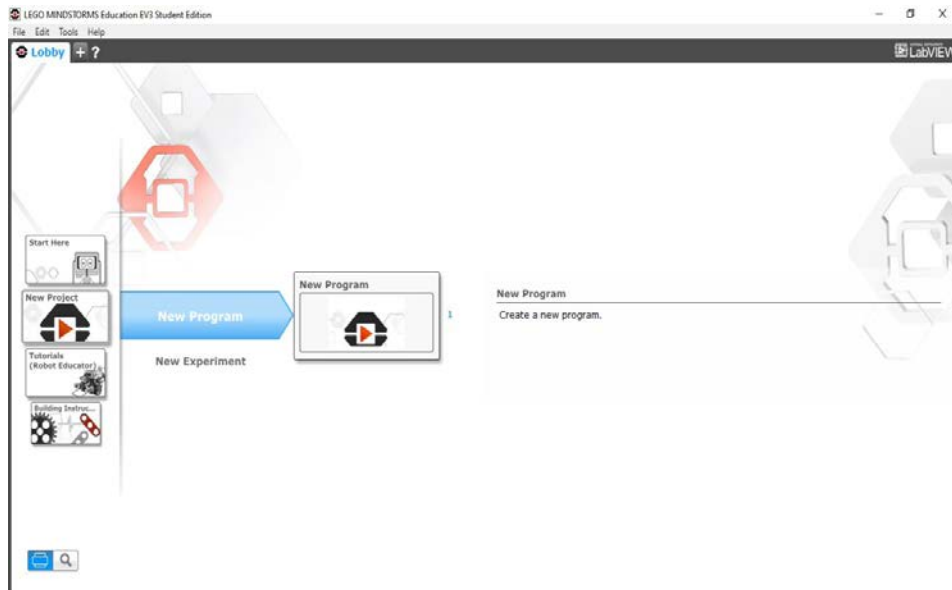 LEGO MINDSTORMS Education EV3 Student Edition
File Edit Tools Help
Lobby + ?
LabVIEW
Start Here
New Project
New Program
New Program
1
New Program
Create a new program.
New Experiment
Tutorials
(Robot Educator)
Building Instruc...